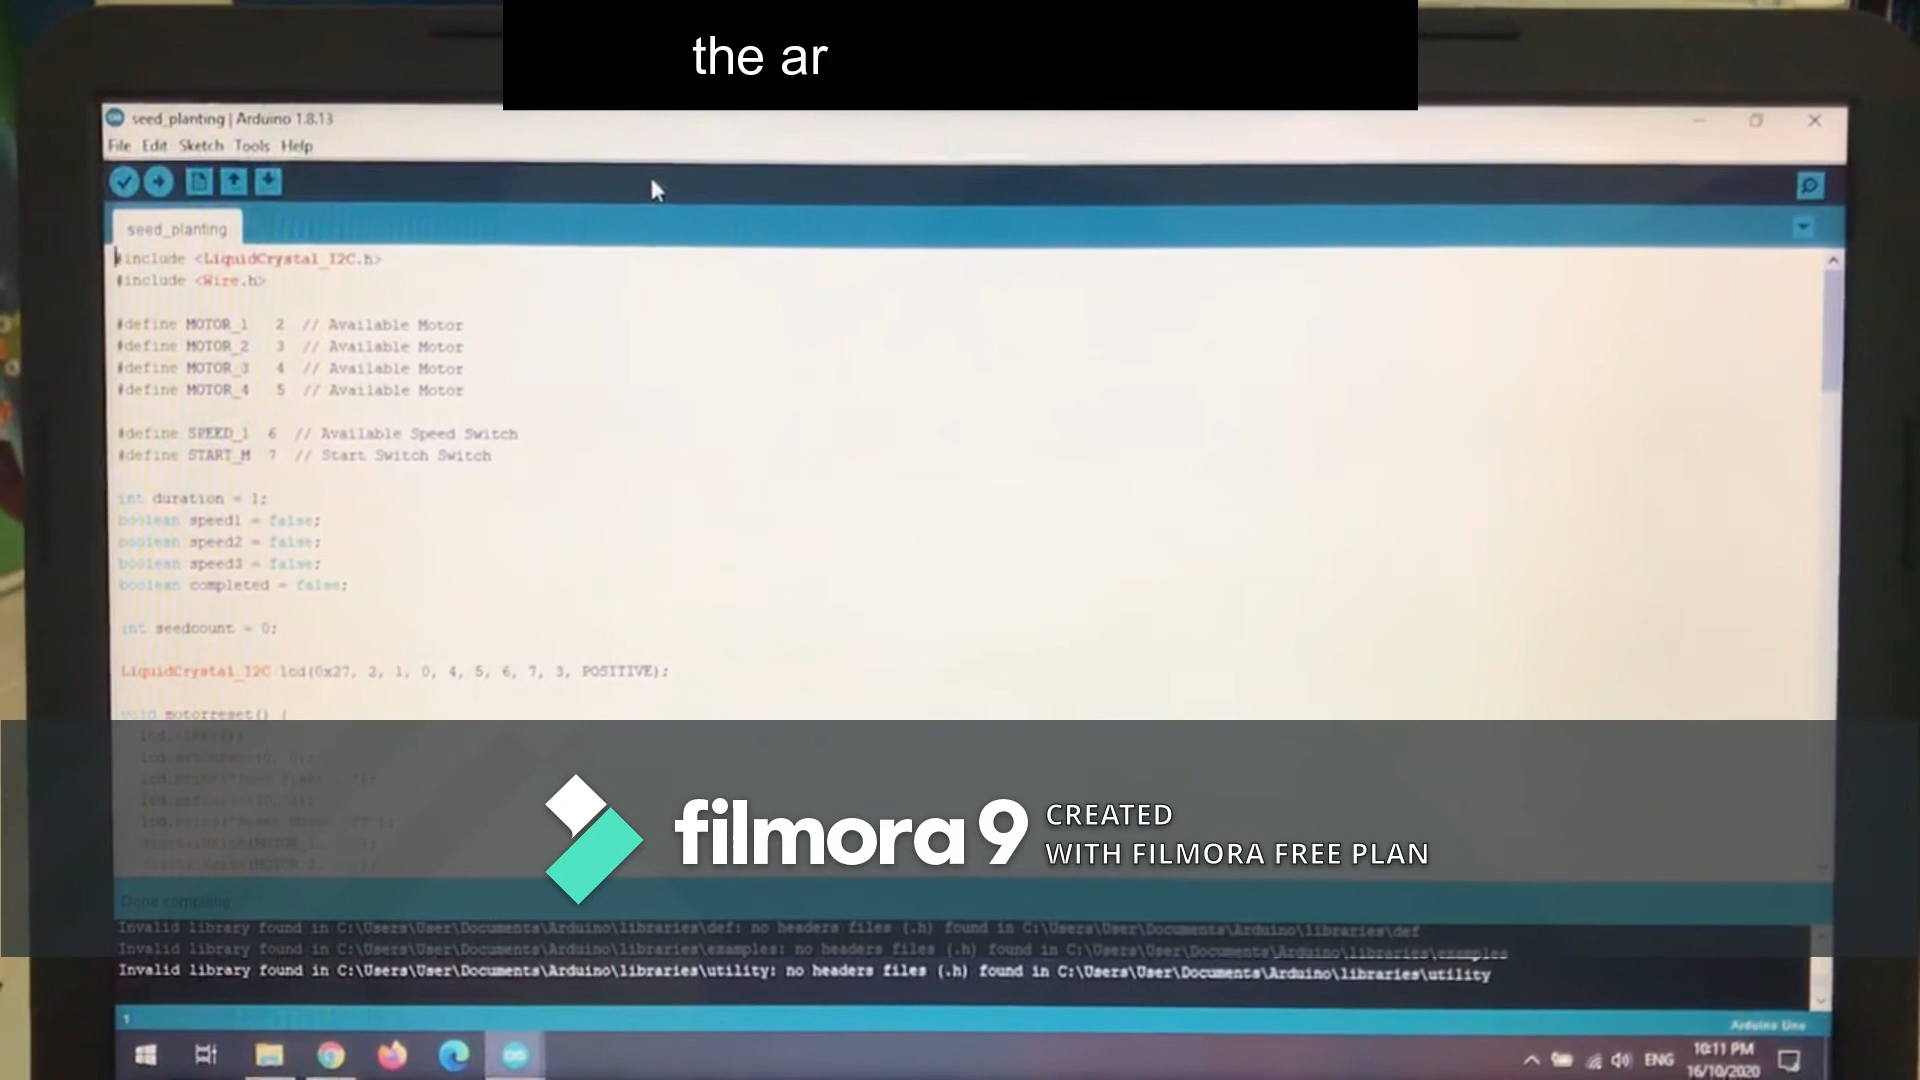 the ar
seed_planting | Arduino 1.8.13
File Edit Sketch Tools Help
seed_planting
#include <LiquidCrystal_I2C.h>
#include <Wire.h>
#define MOTOR_1 2 // Available Motor
#define MOTOR_2 3 // Available Motor
#define MOTOR_3 4 // Available Motor
#define MOTOR_4 5 // Available Motor
#define SPEED_1 6 // Available Speed Switch
#define START_M 7 // Start Switch Switch
int duration = 1;
boolean speed1 = false;
boolean speed2 = false;
boolean speed3 = false;
boolean completed = false;
int seedcount = 0;
LiquidCrystal_I2C lcd(0x27, 2, 1, 0, 4, 5, 6, 7, 3, POSITIVE);
void motorreset() {
filmora9 CREATED
WITH FILMORA FREE PLAN
Done compiling
Invalid library found in C:\Users\User\Documents\Arduino\libraries\def: no headers files (.h) found in C:\Users\User\Documents\Arduino\libraries\def
Invalid library found in C:\Users\User\Documents\Arduino\libraries\examples: no headers files (.h) found in C:\Users\User\Documents\Arduino\libraries\examples
Invalid library found in C:\Users\User\Documents\Arduino\libraries\utility: no headers files (.h) found in C:\Users\User\Documents\Arduino\libraries\utility
1
Arduino Uno
ENG
10:11 PM
16/10/2020